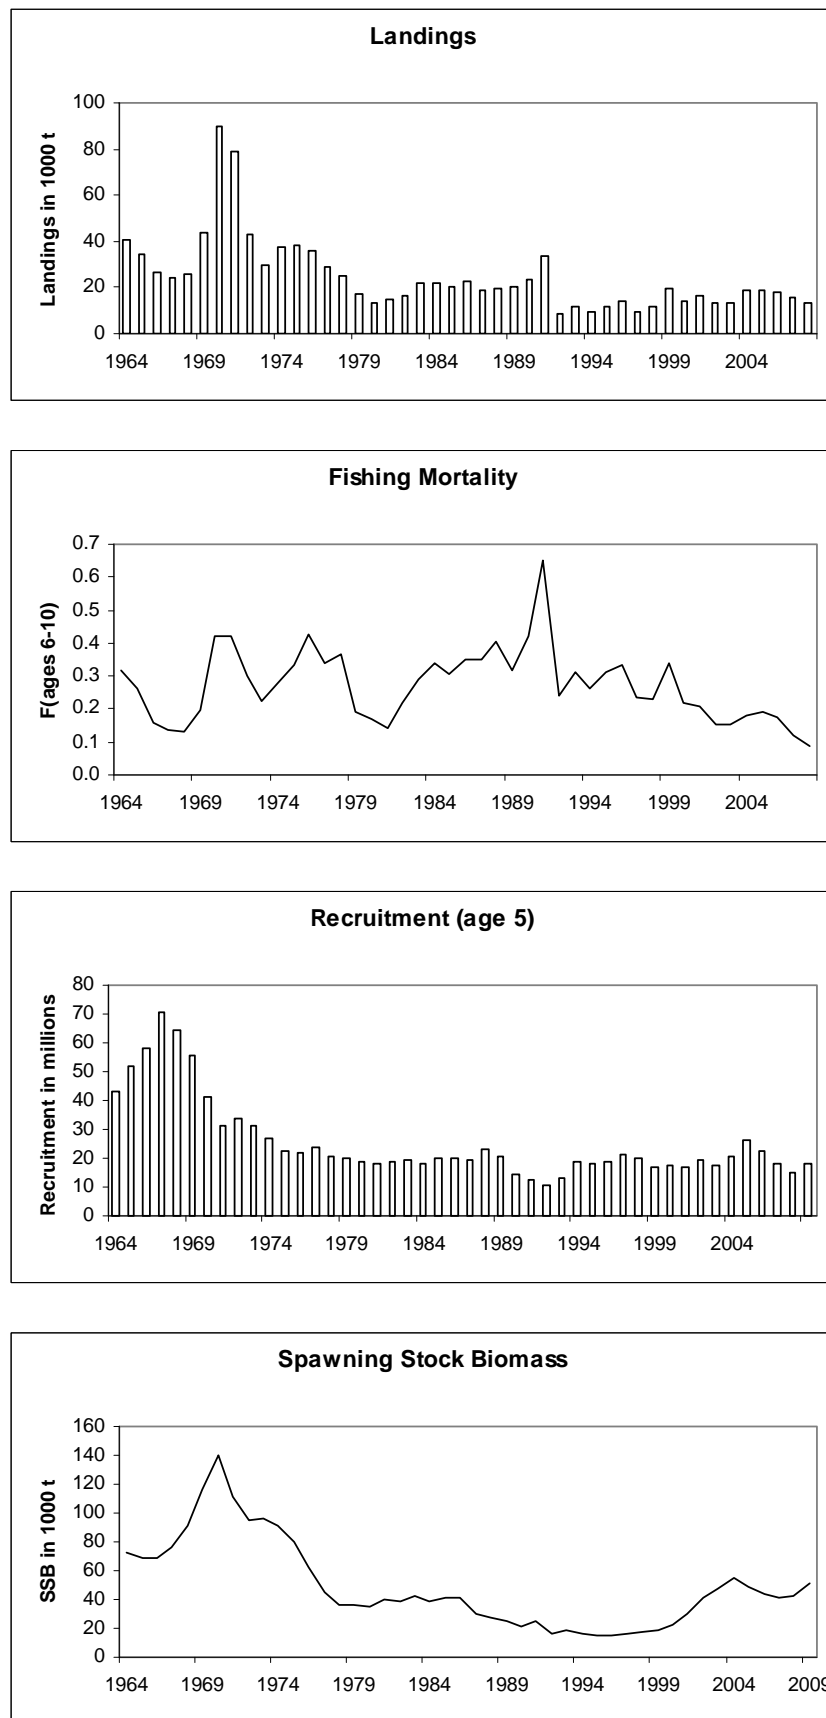 Landings
Landings in 1000 t
100
80
60
40
20
0
1964 1969 1974 1979 1984 1989 1994 1999 2004
Fishing Mortality
F(ages 6-10)
0.7
0.6
0.5
0.4
0.3
0.2
0.1
0.0
1964 1969 1974 1979 1984 1989 1994 1999 2004
Recruitment (age 5)
Recruitment in millions
80
70
60
50
40
30
20
10
0
1964 1969 1974 1979 1984 1989 1994 1999 2004
Spawning Stock Biomass
SSB in 1000 t
160
140
120
100
80
60
40
20
0
1964 1969 1974 1979 1984 1989 1994 1999 2004 2009